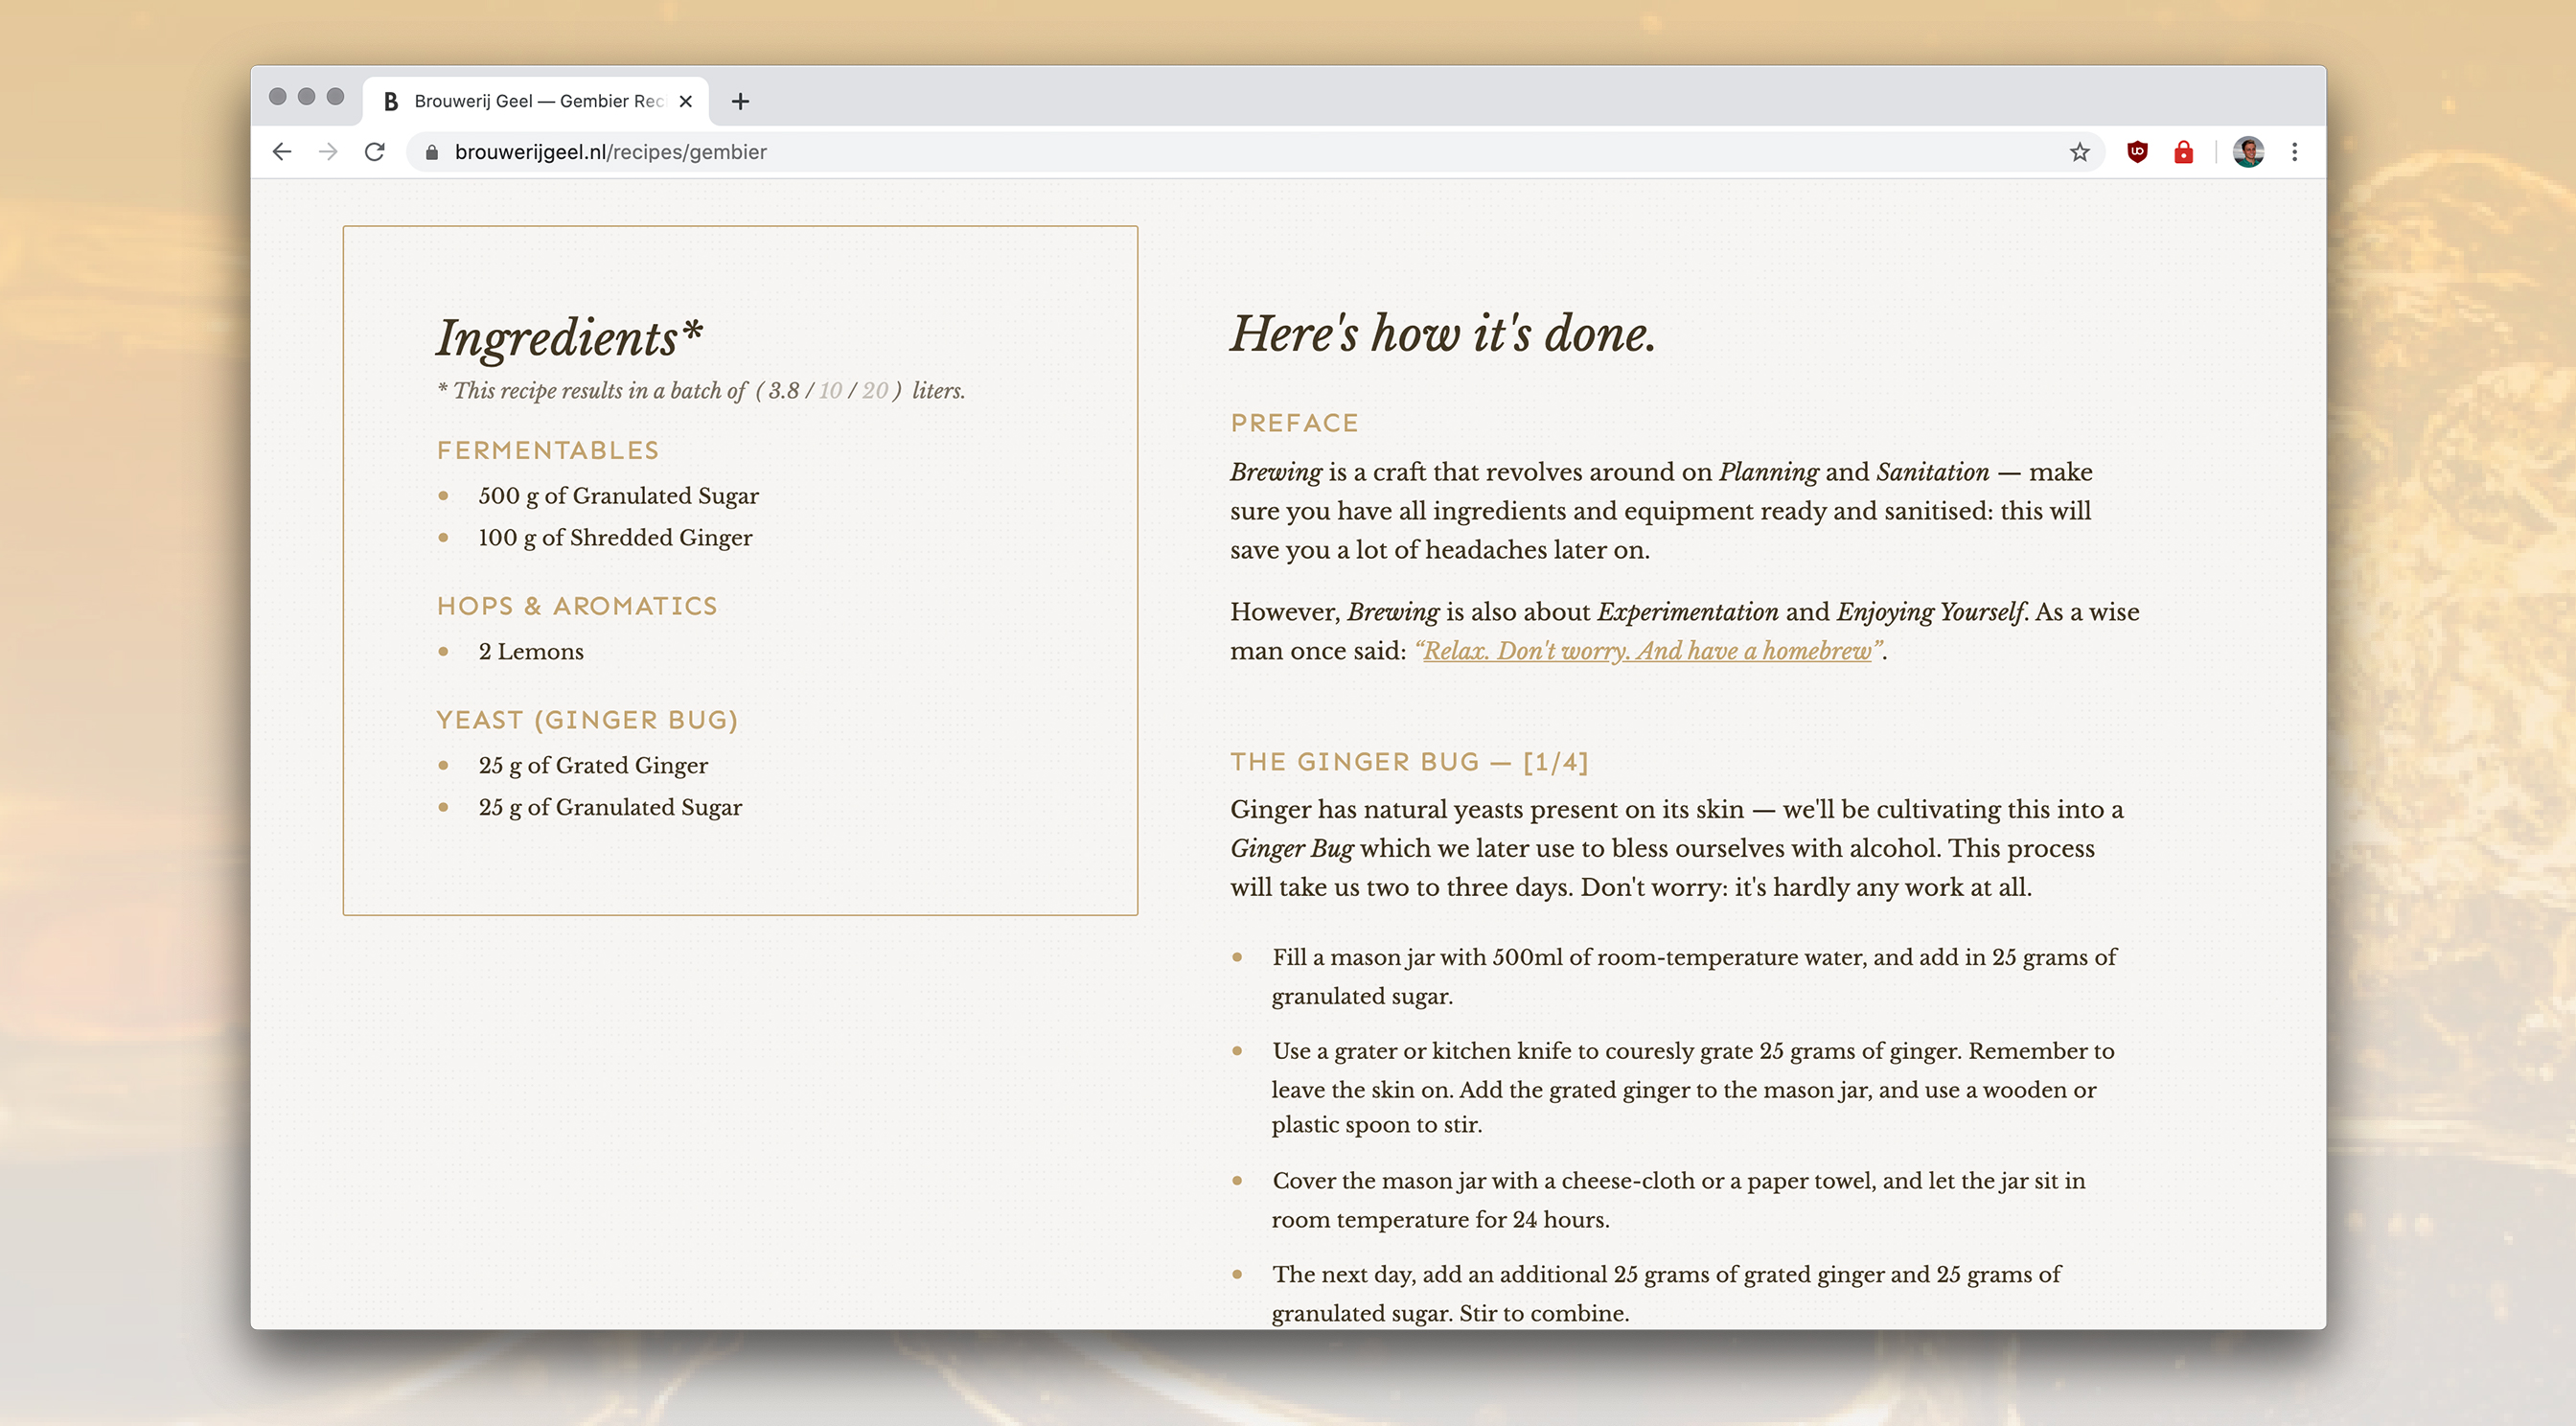 Brouwerij Geel — Gembier Rec
brouwerijgeel.nl/recipes/gembier
Ingredients*
* This recipe results in a batch of ( 3.8 / 10 / 20 ) liters.
FERMENTABLES
500 g of Granulated Sugar
100 g of Shredded Ginger
HOPS & AROMATICS
2 Lemons
YEAST (GINGER BUG)
25 g of Grated Ginger
25 g of Granulated Sugar
Here's how it's done.
PREFACE
Brewing is a craft that revolves around on Planning and Sanitation — make
sure you have all ingredients and equipment ready and sanitised: this will
save you a lot of headaches later on.
However, Brewing is also about Experimentation and Enjoying Yourself. As a wise
man once said: “Relax. Don't worry. And have a homebrew”.
THE GINGER BUG — [1/4]
Ginger has natural yeasts present on its skin — we'll be cultivating this into a
Ginger Bug which we later use to bless ourselves with alcohol. This process
will take us two to three days. Don't worry: it's hardly any work at all.
Fill a mason jar with 500ml of room-temperature water, and add in 25 grams of
granulated sugar.
Use a grater or kitchen knife to couresly grate 25 grams of ginger. Remember to
leave the skin on. Add the grated ginger to the mason jar, and use a wooden or
plastic spoon to stir.
Cover the mason jar with a cheese-cloth or a paper towel, and let the jar sit in
room temperature for 24 hours.
The next day, add an additional 25 grams of grated ginger and 25 grams of
granulated sugar. Stir to combine.